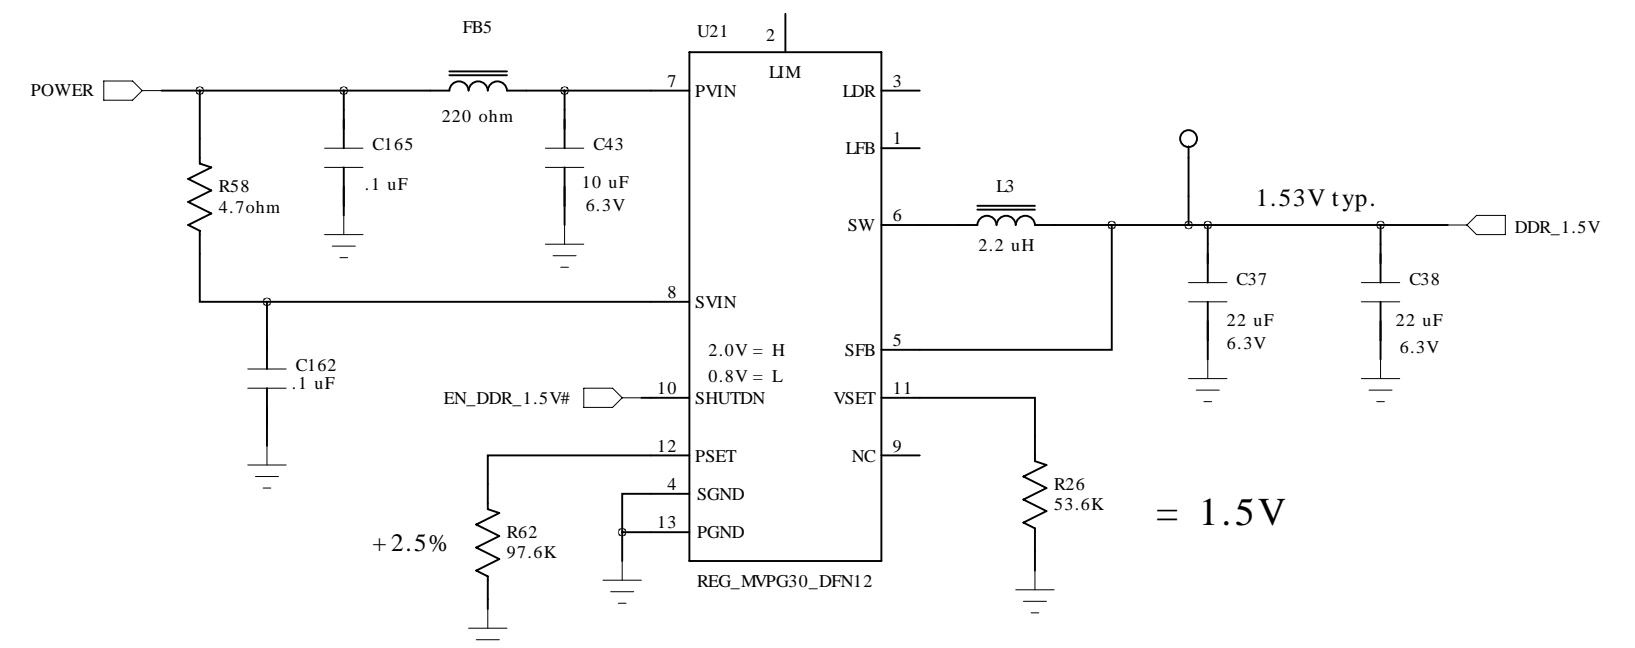 FB5
U21
2
LIM
POWER
7
PVIN
LDR
3
220 ohm
C165
.1 uF
C43
10 uF
6.3V
LFB
1
R58
4.7ohm
L3
2.2 uH
SW
6
1.53V typ.
DDR_1.5V
C37
22 uF
6.3V
C38
22 uF
6.3V
8
SVIN
SFB
5
2.0V = H
0.8V = L
C162
.1 uF
EN_DDR_1.5V#
10
SHUTDN
VSET
11
12
PSET
NC
9
4
SGND
13
PGND
R26
53.6K
= 1.5V
+2.5%
R62
97.6K
REG_MVPG30_DFN12